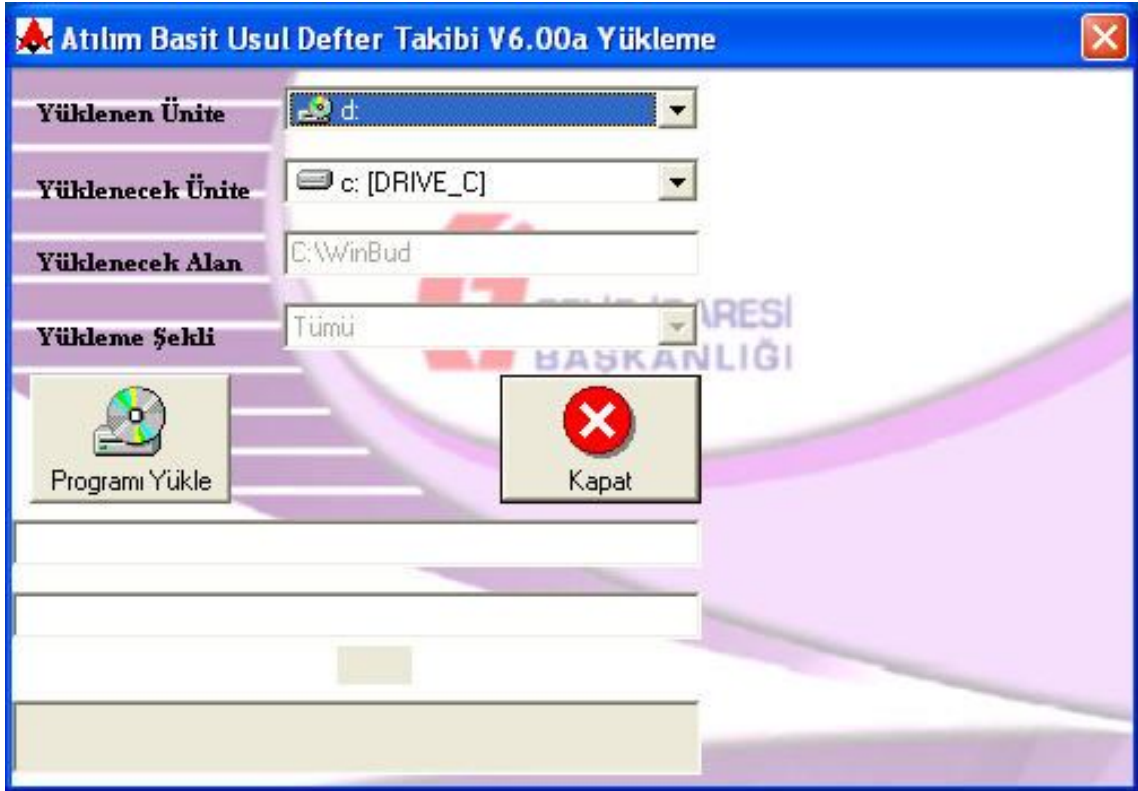 Atılım Basit Usul Defter Takibi V6.00a Yükleme
Yüklenen Ünite d:
Yüklenecek Ünite c: [DRIVE_C]
Yüklenecek Alan C:\WinBud
Yükleme Şekli Tümü
BAŞKANLIĞI
Programı Yükle Kapat